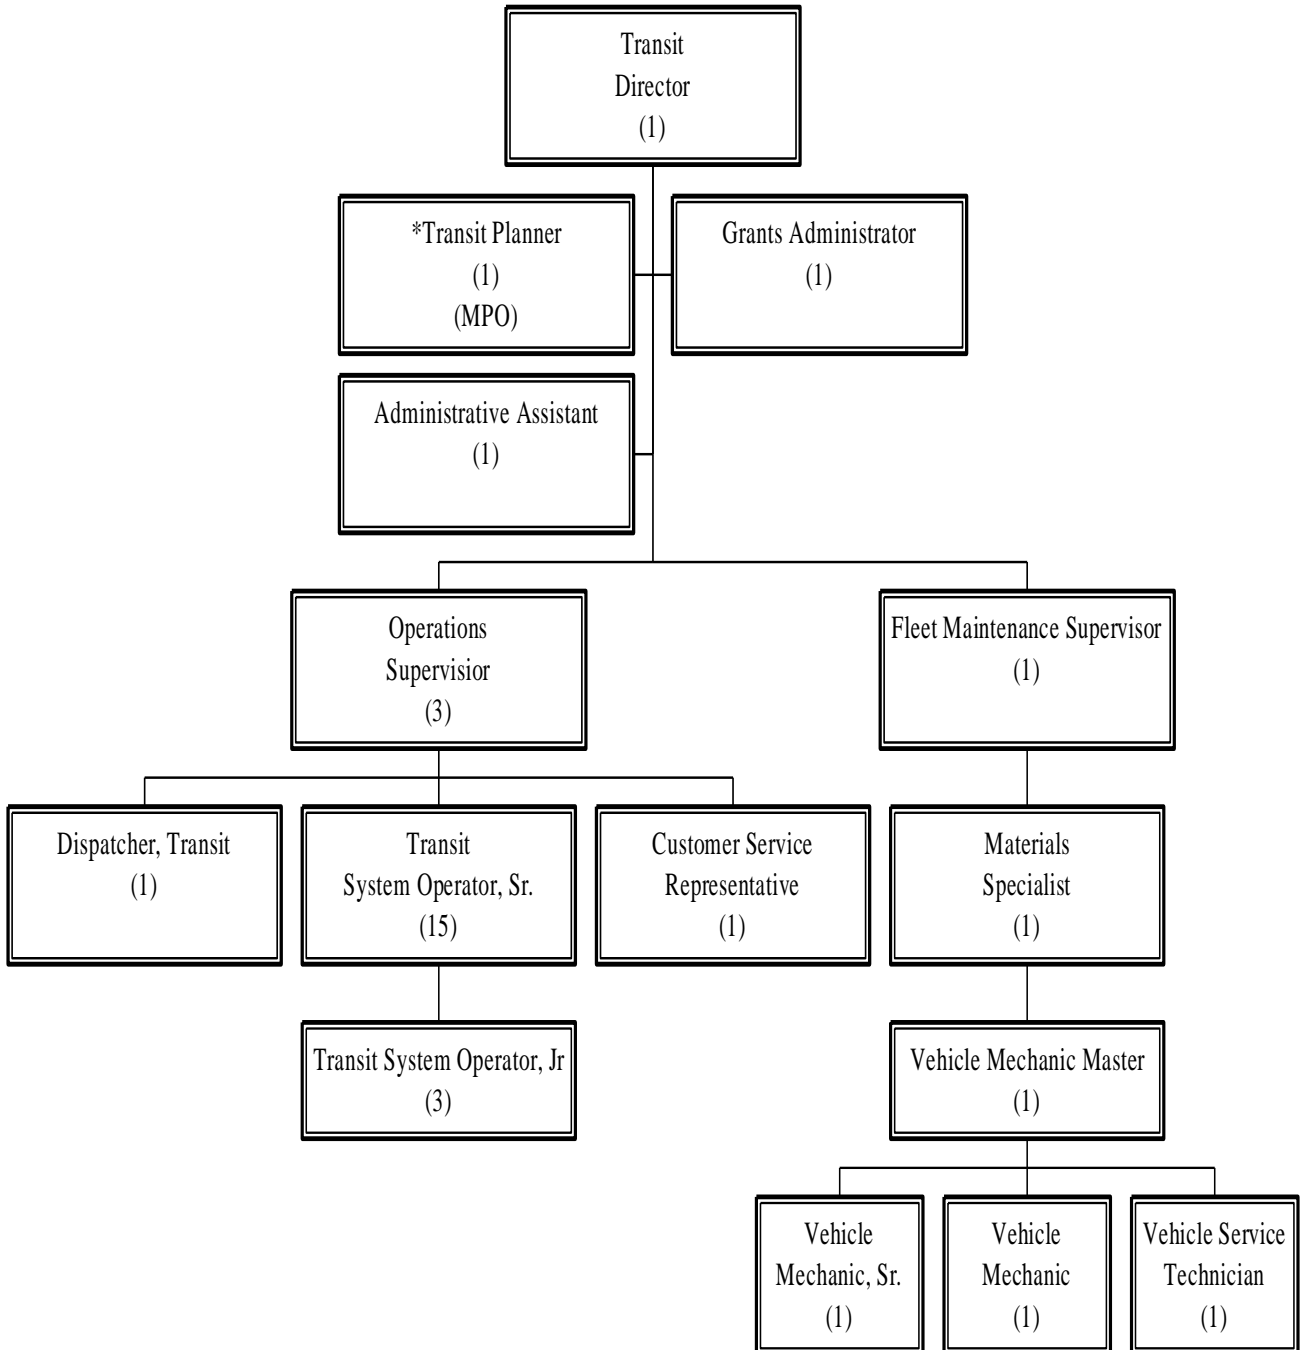 Transit
Director
(1)
*Transit Planner
(1)
(MPO)
Grants Administrator
(1)
Administrative Assistant
(1)
Operations
Supervisior
(3)
Fleet Maintenance Supervisor
(1)
Dispatcher, Transit
(1)
Transit
System Operator, Sr.
(15)
Customer Service
Representative
(1)
Materials
Specialist
(1)
Transit System Operator, Jr
(3)
Vehicle Mechanic Master
(1)
Vehicle
Mechanic, Sr.
(1)
Vehicle
Mechanic
(1)
Vehicle Service
Technician
(1)